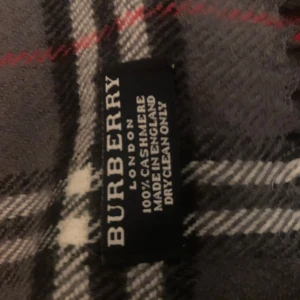 BURBERRY
LONDON
100% CASHMERE
MADE IN ENGLAND
DRY CLEAN ONLY